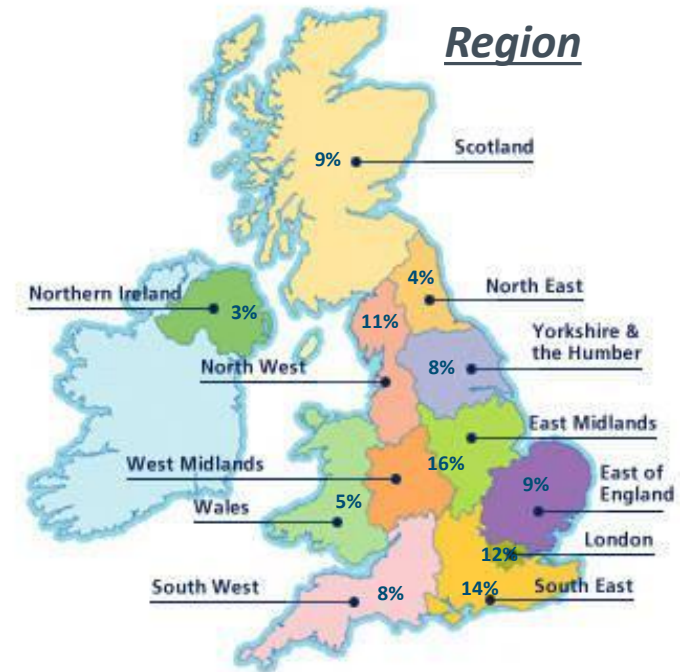 Region
Scotland
9%
North East
4%
Northern Ireland
3%
11%
Yorkshire &
the Humber
North West
8%
East Midlands
West Midlands
16%
East of
England
9%
Wales
5%
London
12%
South West
8%
South East
14%